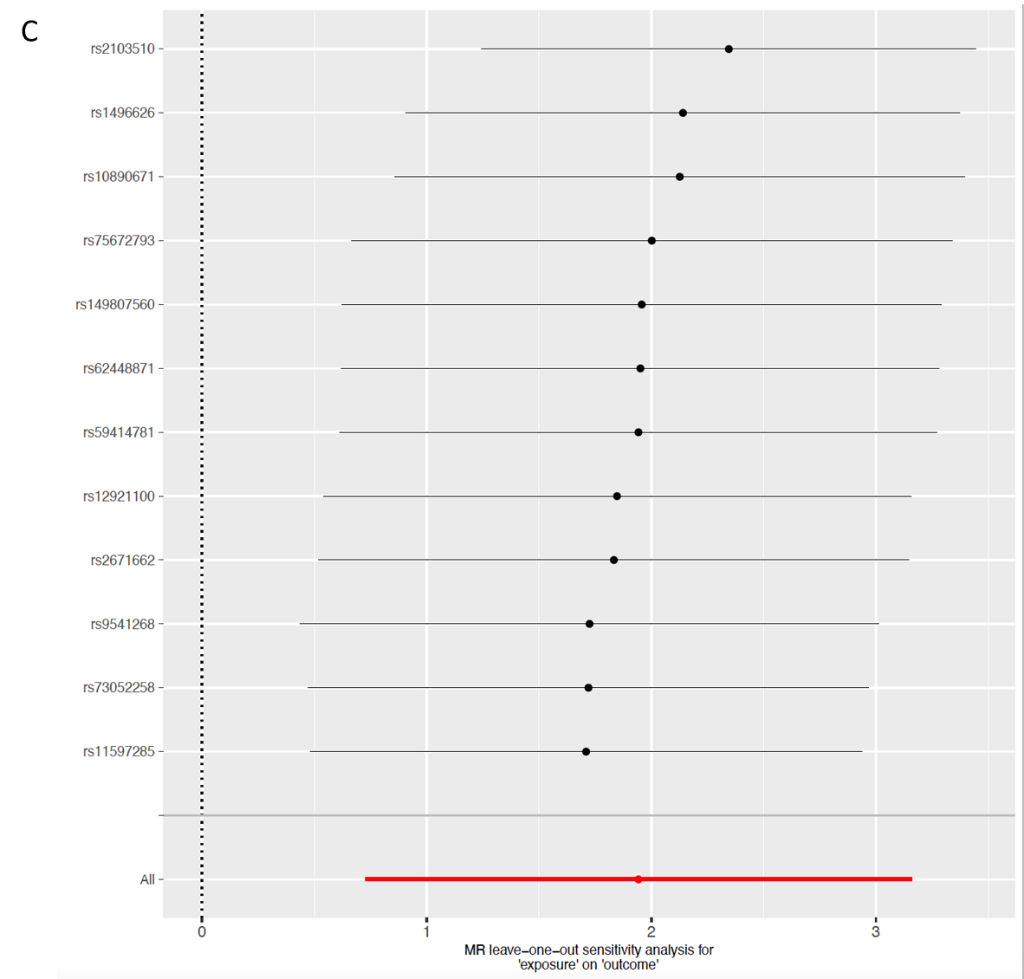 C
rs2103510
rs1496626
rs10890671
rs75672793
rs149807560
rs62448871
rs59414781
rs12921100
rs2671662
rs9541268
rs73052258
rs11597285
All
0 1 2 3
MR leave−one−out sensitivity analysis for
'exposure' on 'outcome'